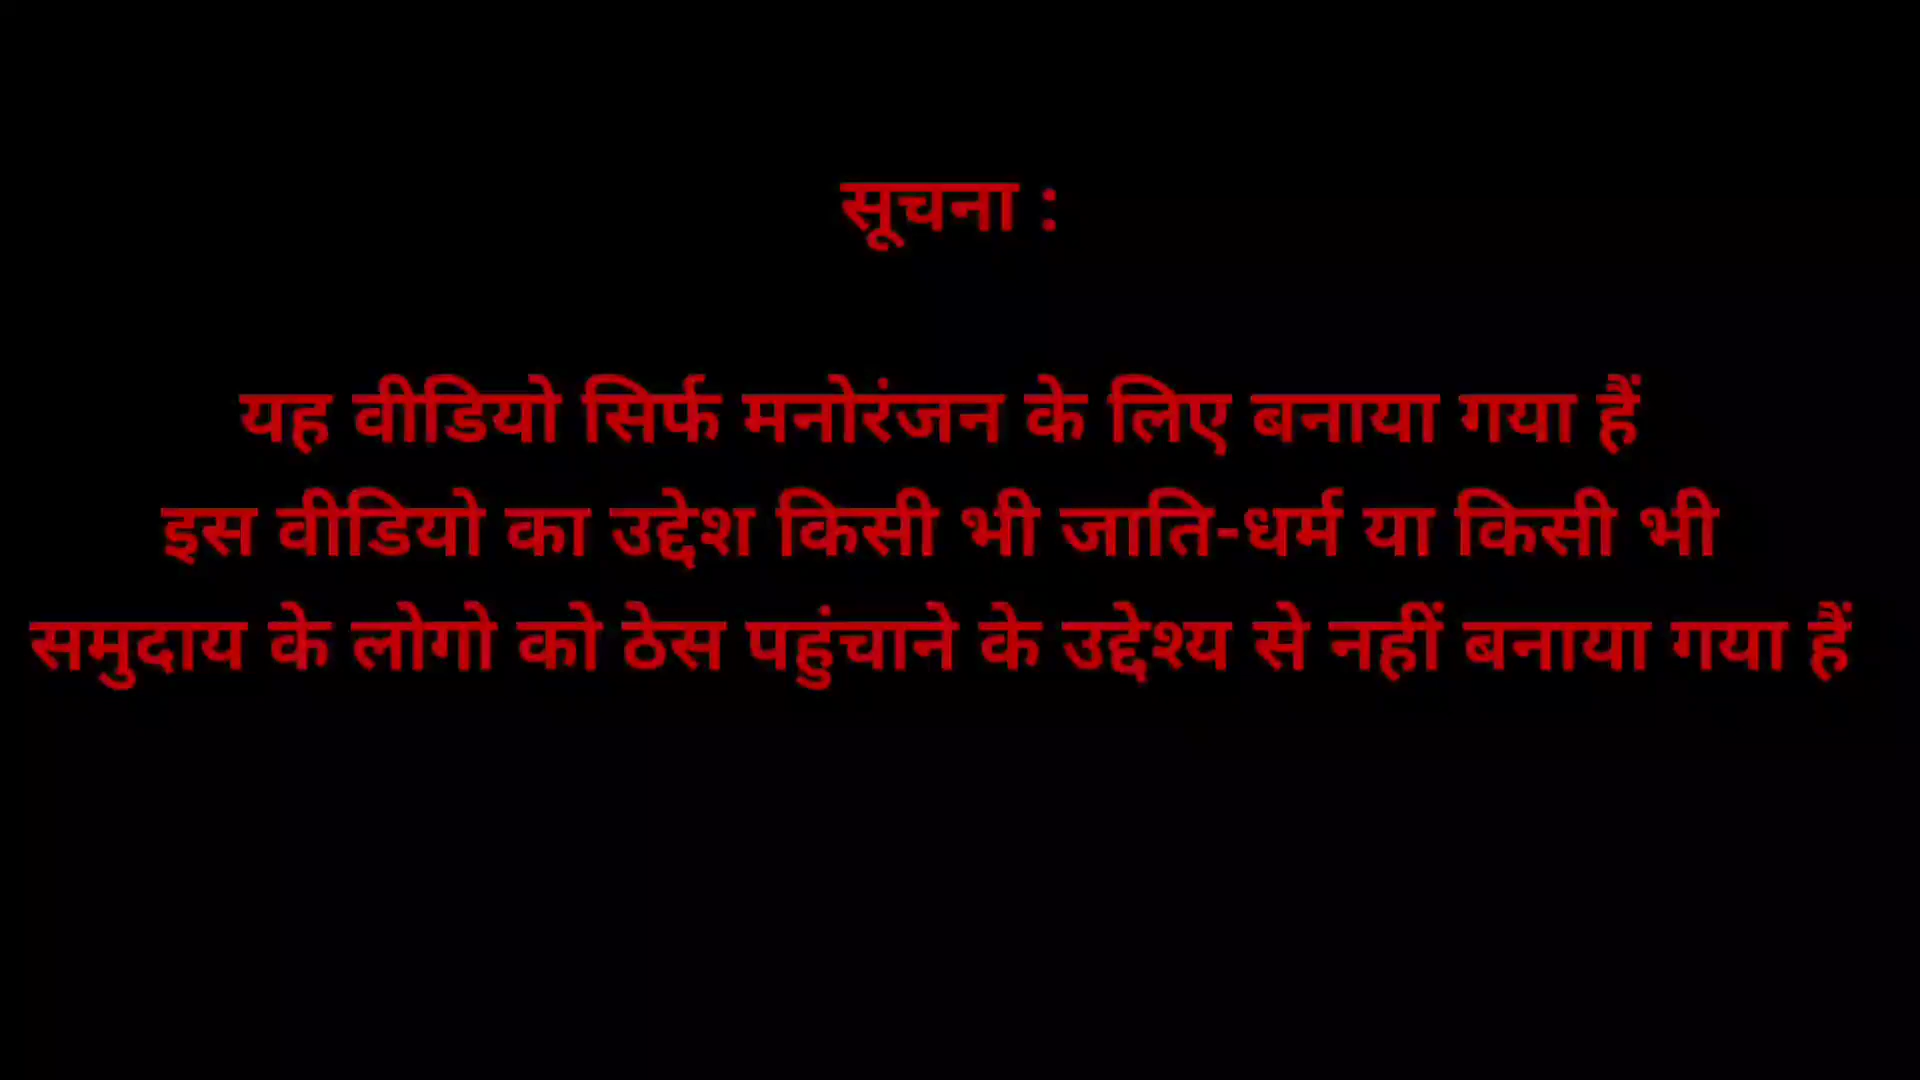 सूचना :
यह वीडियो सिर्फ मनोरंजन के लिए बनाया गया हैं
इस वीडियो का उद्देश किसी भी जाति-धर्म या किसी भी
समुदाय के लोगो को ठेस पहुंचाने के उद्देश्य से नहीं बनाया गया हैं